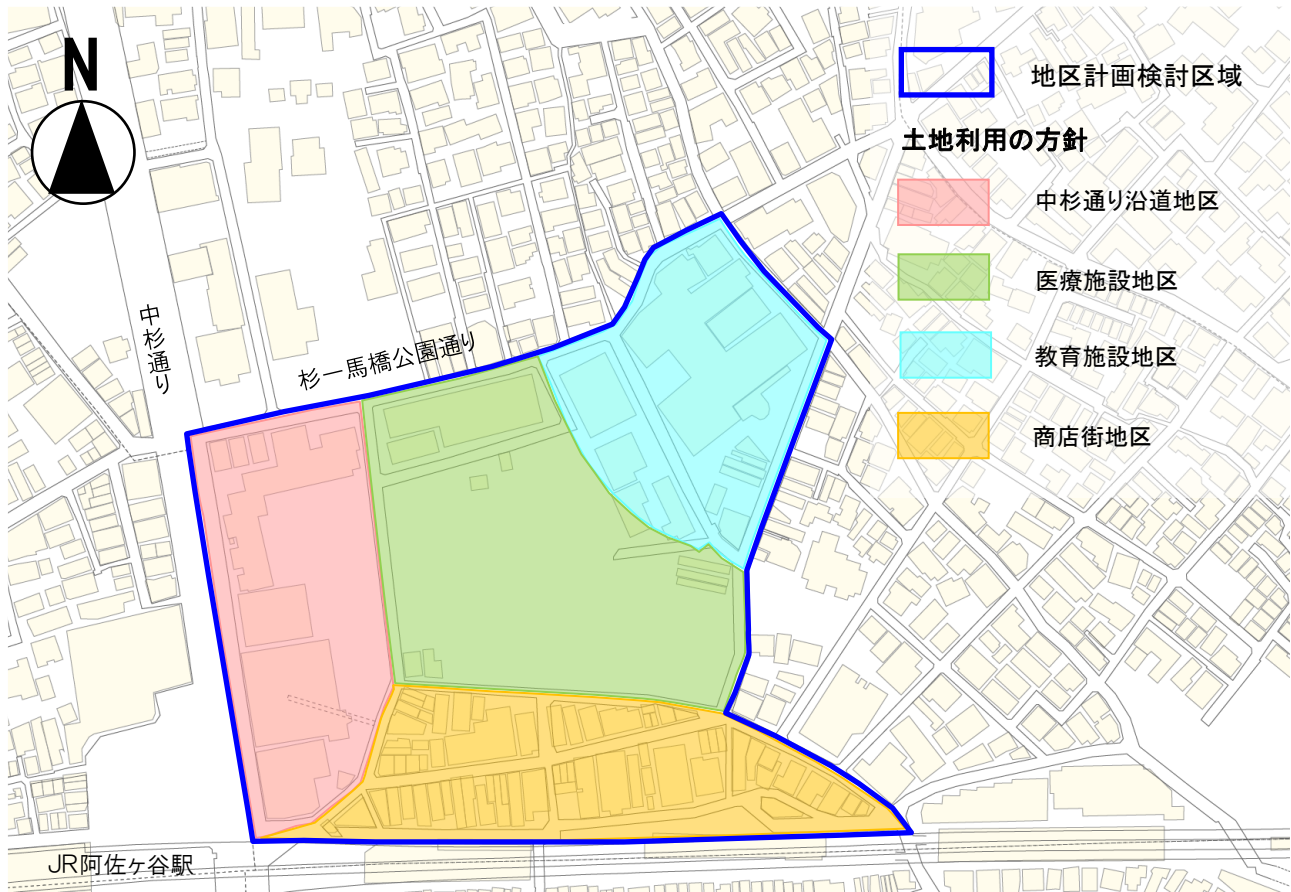 N
地区計画検討区域
土地利用の方針
中杉通り沿道地区
医療施設地区
教育施設地区
商店街地区
中杉通り
杉一馬橋公園通り
JR阿佐ヶ谷駅